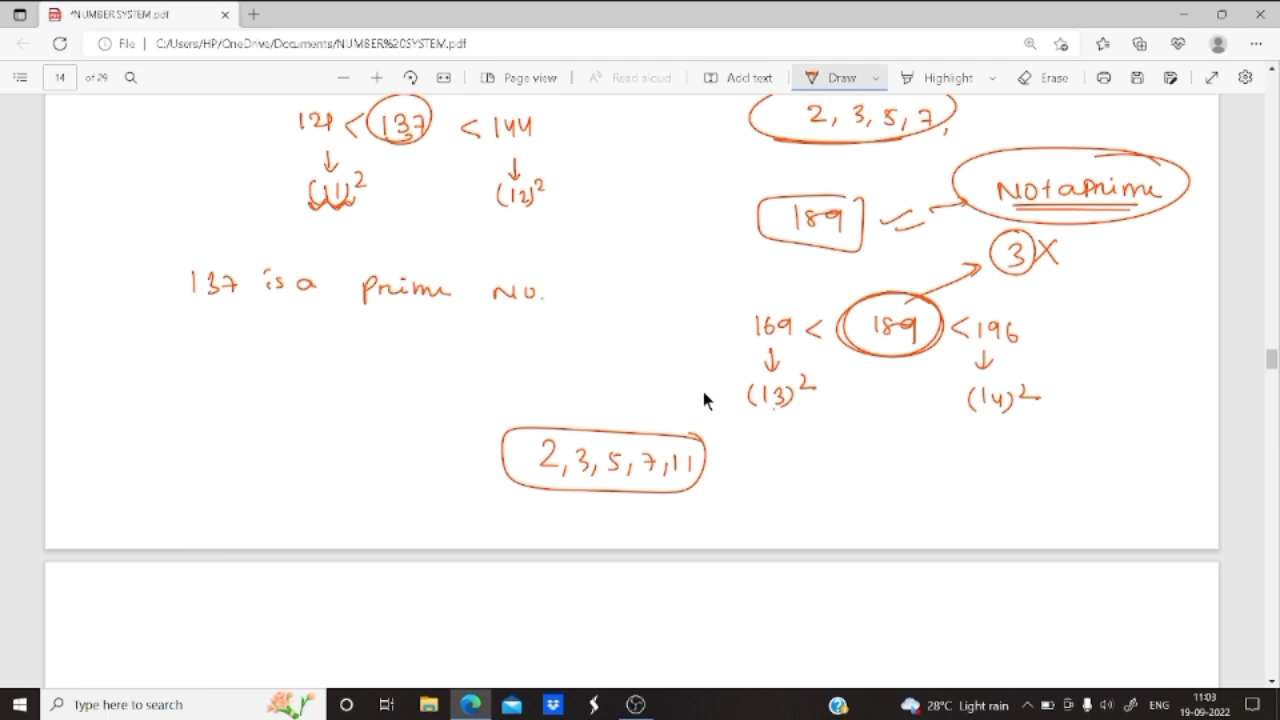 *NUMBER SYSTEM.pdf
File | C:/Users/HP/OneDrive/Documents/NUMBER%20SYSTEM.pdf
14 of 29 Page view Read aloud Add text Draw Highlight Erase
121 < 137 < 144
(11)² (12)²
137 is a prime No.
2, 3, 5, 7,
189 Not a prime
3 X
169 < 189 < 196
(13)² (14)²
2, 3, 5, 7, 11
Type here to search
28°C Light rain ENG 11:03
19-09-2022